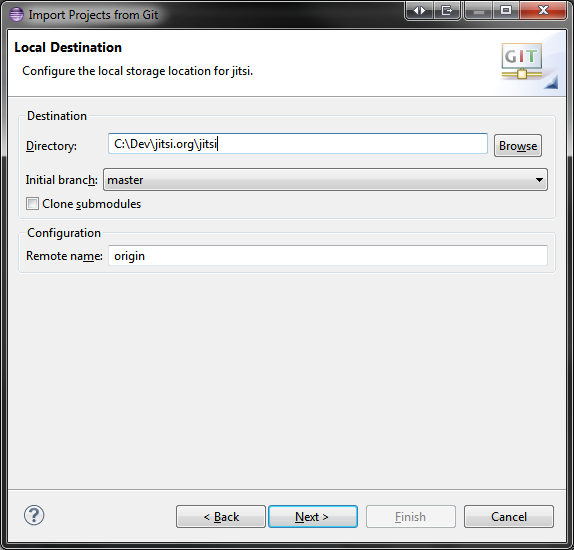 Import Projects from Git
Local Destination
Configure the local storage location for jitsi.
GIT
Destination
Directory: C:\Dev\jitsi.org\jitsi Browse
Initial branch: master
Clone submodules
Configuration
Remote name: origin
? < Back Next > Finish Cancel